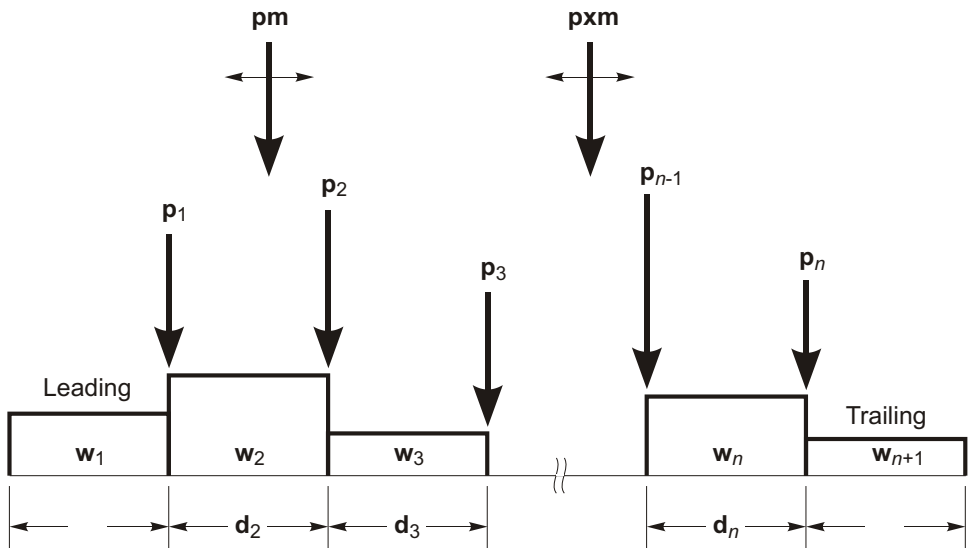 pm pxm
p₁ p₂ p₃ pₙ₋₁ pₙ
Leading Trailing
w₁ w₂ w₃ wₙ wₙ₊₁
d₂ d₃ dₙ